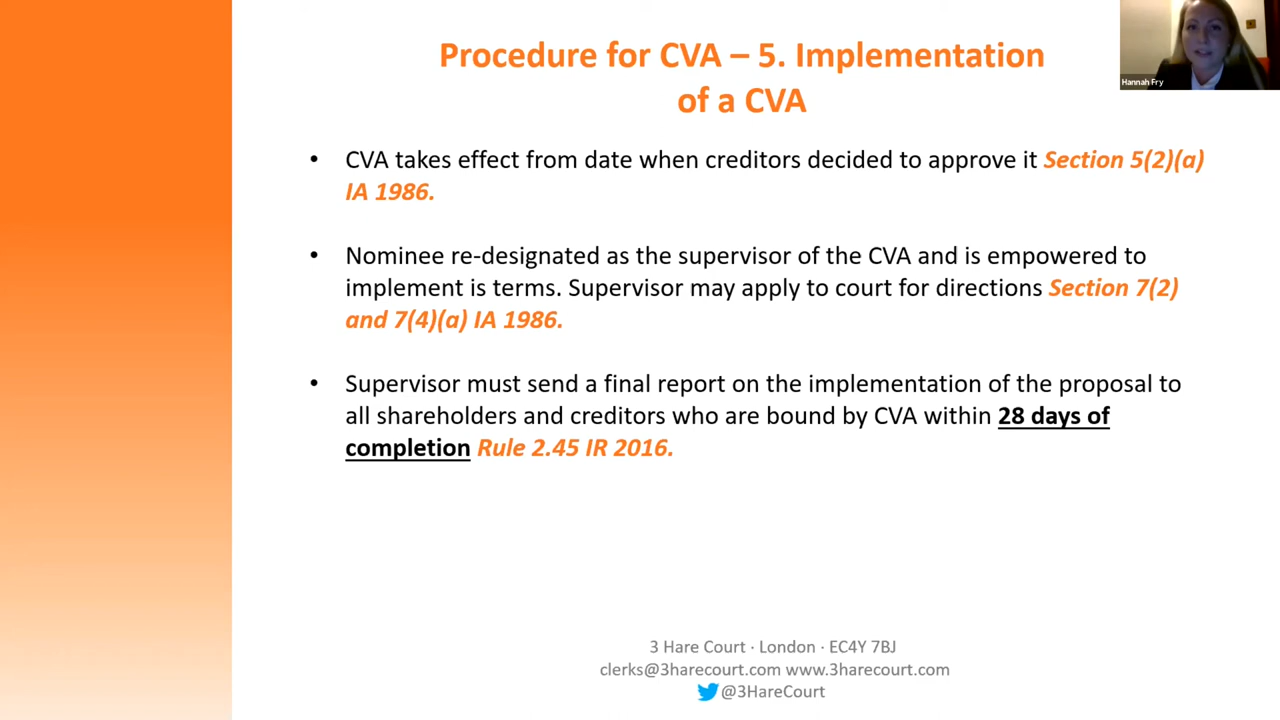 Procedure for CVA – 5. Implementation
of a CVA
Hannah Fry
• CVA takes effect from date when creditors decided to approve it Section 5(2)(a)
IA 1986.
• Nominee re-designated as the supervisor of the CVA and is empowered to
implement is terms. Supervisor may apply to court for directions Section 7(2)
and 7(4)(a) IA 1986.
• Supervisor must send a final report on the implementation of the proposal to
all shareholders and creditors who are bound by CVA within 28 days of
completion Rule 2.45 IR 2016.
3 Hare Court · London · EC4Y 7BJ
clerks@3harecourt.com www.3harecourt.com
@3HareCourt